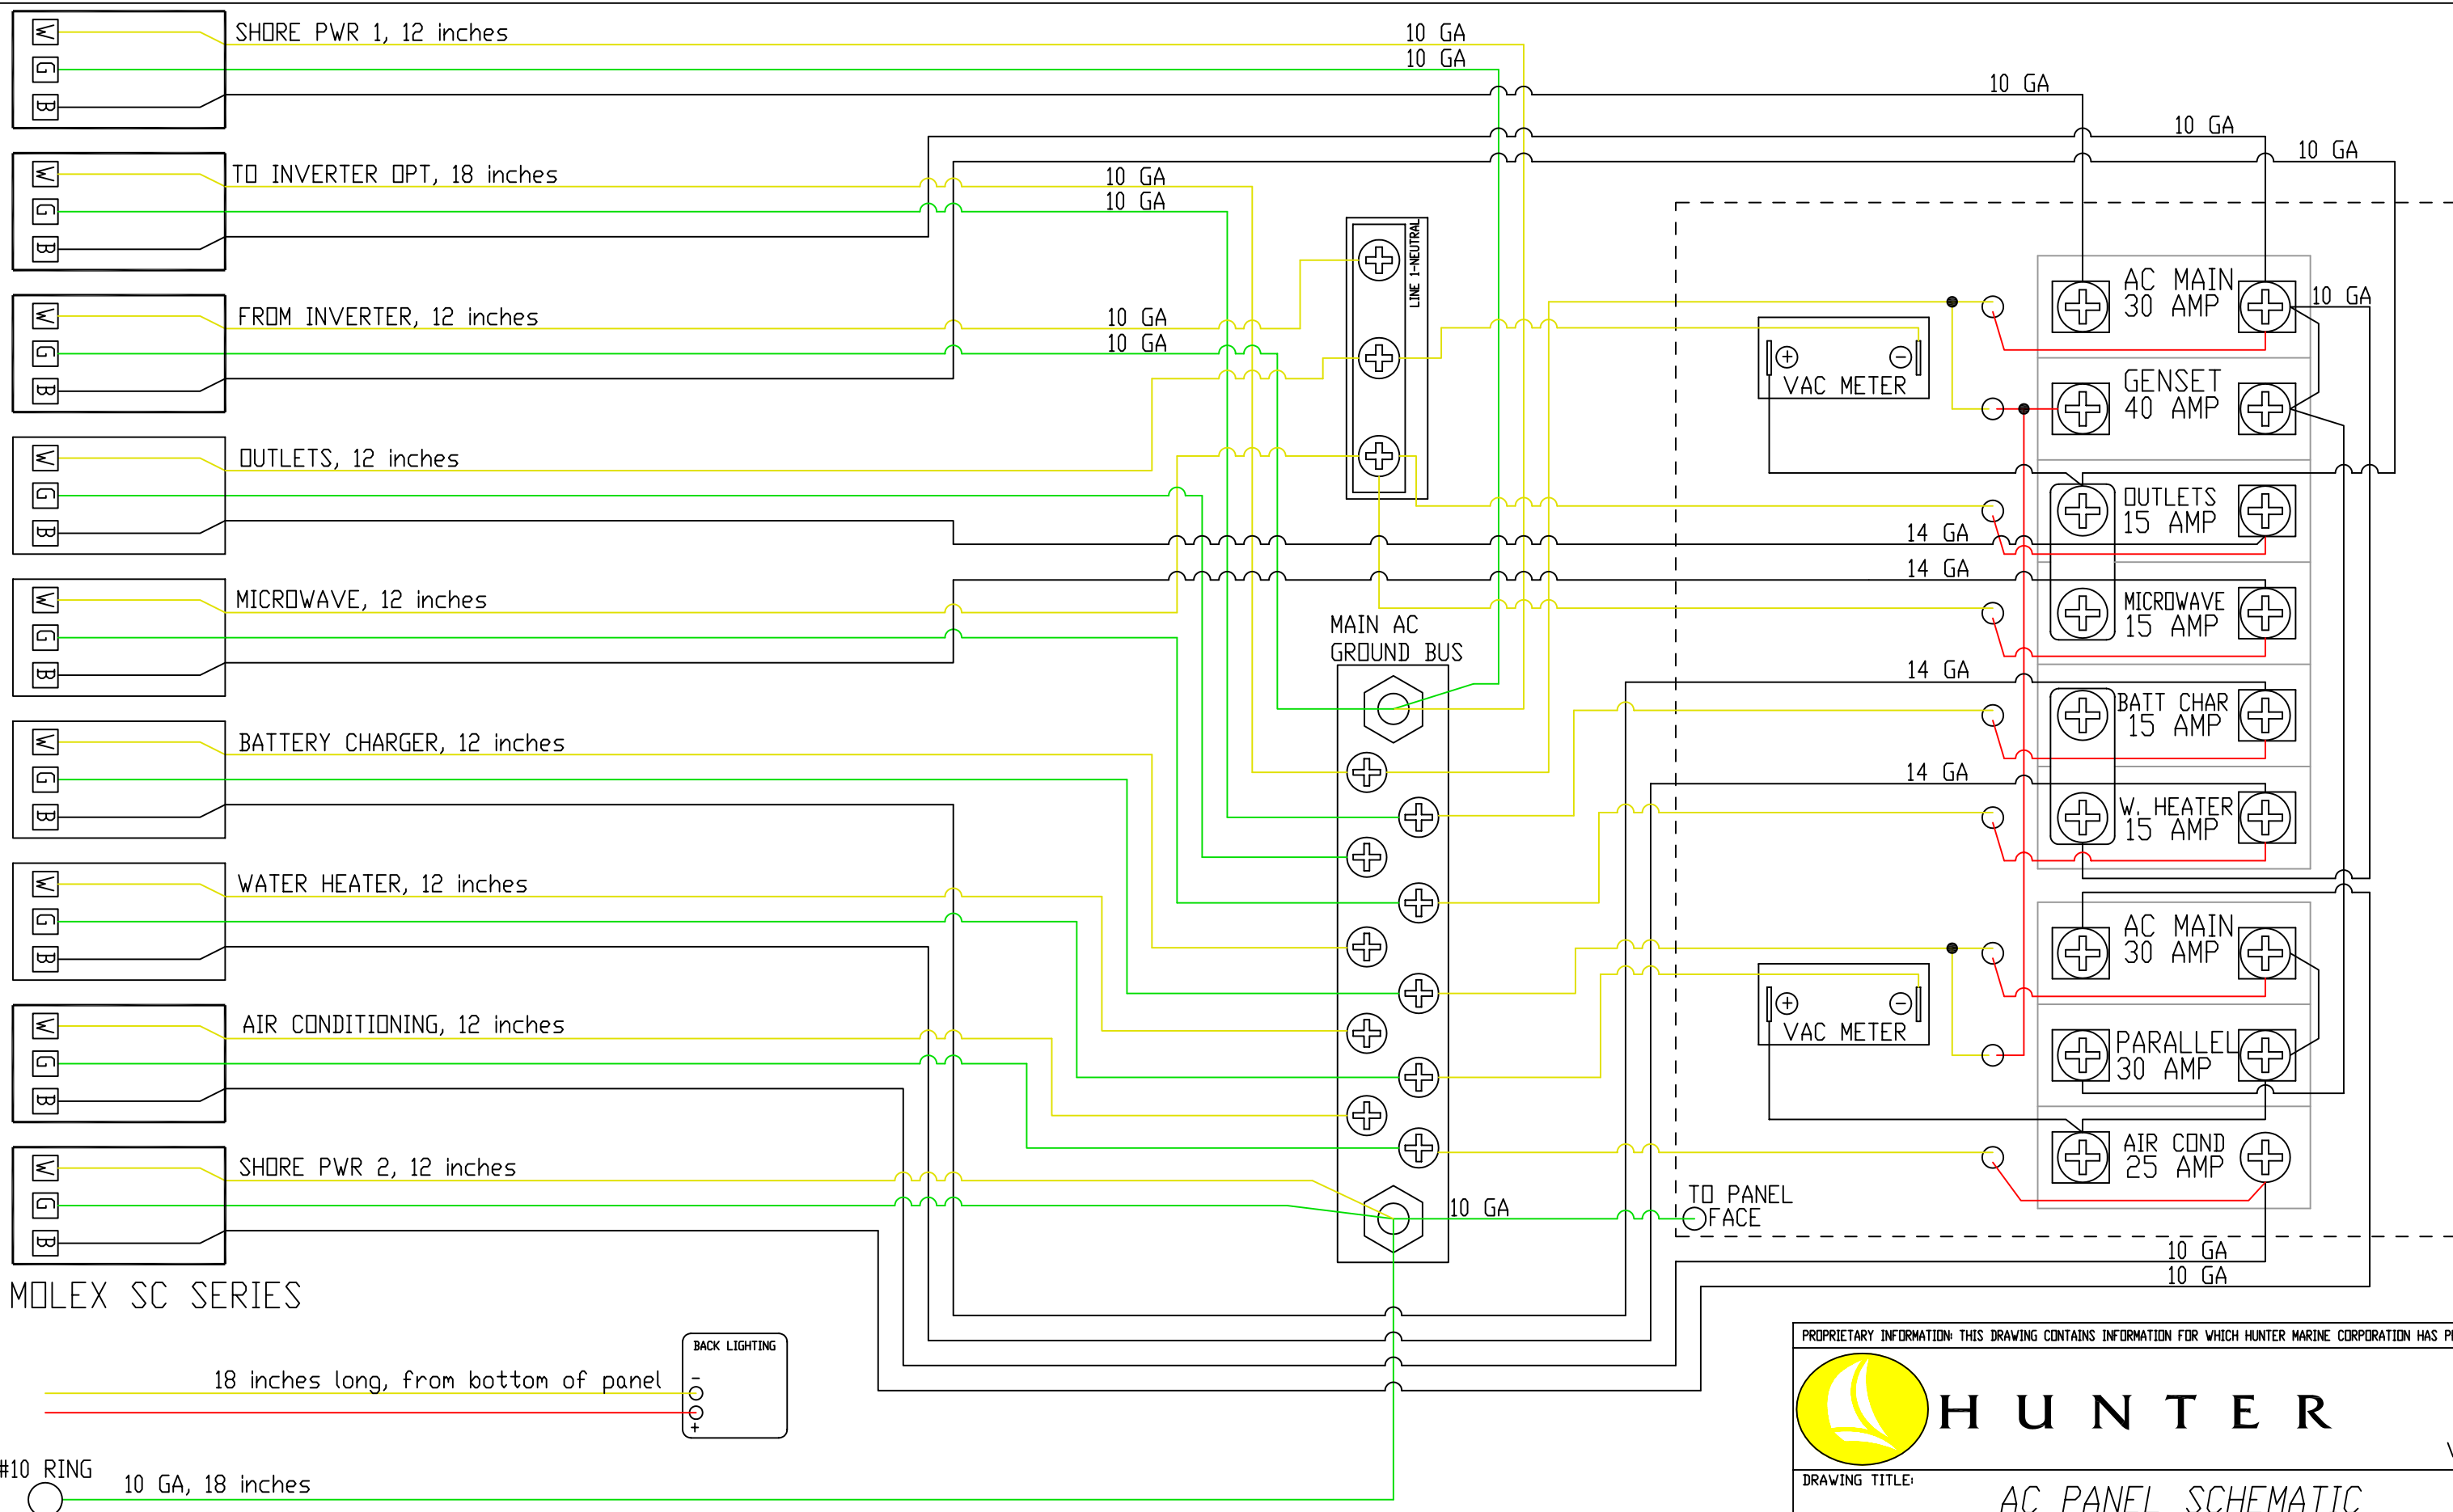 W
G
B
SHORE PWR 1, 12 inches
10 GA
10 GA
10 GA
10 GA
10 GA
W
G
B
TO INVERTER OPT, 18 inches
10 GA
10 GA
W
G
B
FROM INVERTER, 12 inches
10 GA
10 GA
LINE 1-NEUTRAL
W
G
B
OUTLETS, 12 inches
W
G
B
MICROWAVE, 12 inches
W
G
B
BATTERY CHARGER, 12 inches
W
G
B
WATER HEATER, 12 inches
W
G
B
AIR CONDITIONING, 12 inches
W
G
B
SHORE PWR 2, 12 inches
MOLEX SC SERIES
MAIN AC
GROUND BUS
10 GA
TO PANEL
FACE
+
-
VAC METER
AC MAIN
30 AMP
10 GA
GENSET
40 AMP
OUTLETS
15 AMP
14 GA
14 GA
MICROWAVE
15 AMP
14 GA
BATT CHAR
15 AMP
14 GA
W. HEATER
15 AMP
+
-
VAC METER
AC MAIN
30 AMP
PARALLEL
30 AMP
AIR COND
25 AMP
10 GA
10 GA
BACK LIGHTING
-
+
18 inches long, from bottom of panel
#10 RING
10 GA, 18 inches
PROPRIETARY INFORMATION: THIS DRAWING CONTAINS INFORMATION FOR WHICH HUNTER MARINE CORPORATION HAS
HUNTER
DRAWING TITLE:
AC PANEL SCHEMATIC